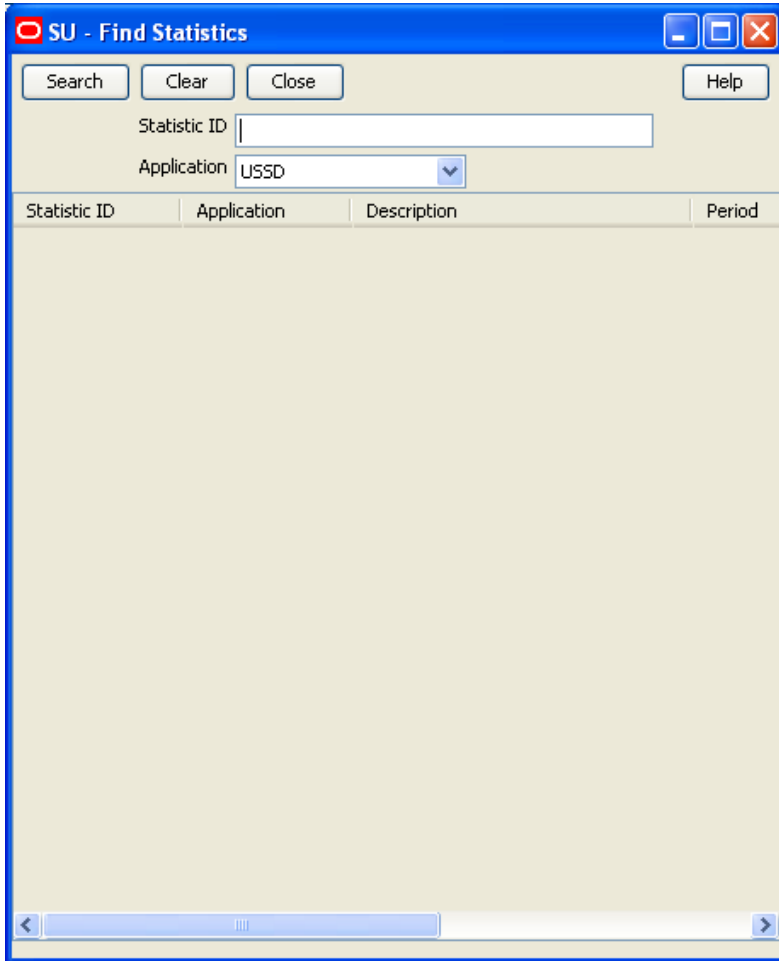 SU - Find Statistics
Search Clear Close Help
Statistic ID
Application USSD
Statistic ID Application Description Period